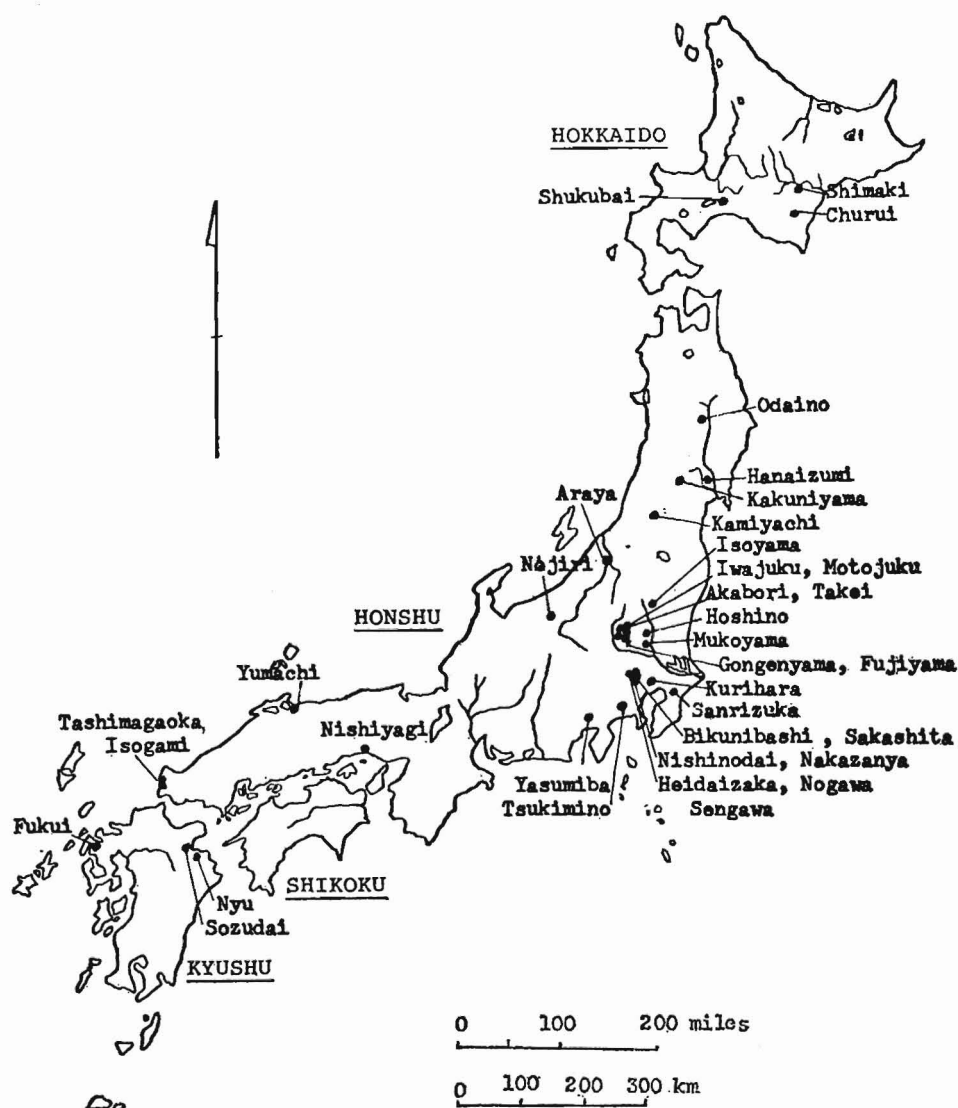 HOKKAIDO
Shukubai
Shimaki
Churui
Odaino
Hanaizumi
Kakuniyama
Araya
Kamiyachi
Isoyama
Nojiri
Iwajuku, Motojuku
Akabori, Takei
HONSHU
Hoshino
Mukoyama
Gongenyama, Fujiyama
Yumachi
Kurihara
Sanrizuka
Tashimagaoka,
Isogami
Nishiyagi
Bikunibashi , Sakashita
Nishinodai, Nakazanya
Yasumiba
Heidaizaka, Nogawa
Tsukimino
Sengawa
Fukui
SHIKOKU
Nyu
Sozudai
KYUSHU
0 100 200 miles
0 100 200 300 km